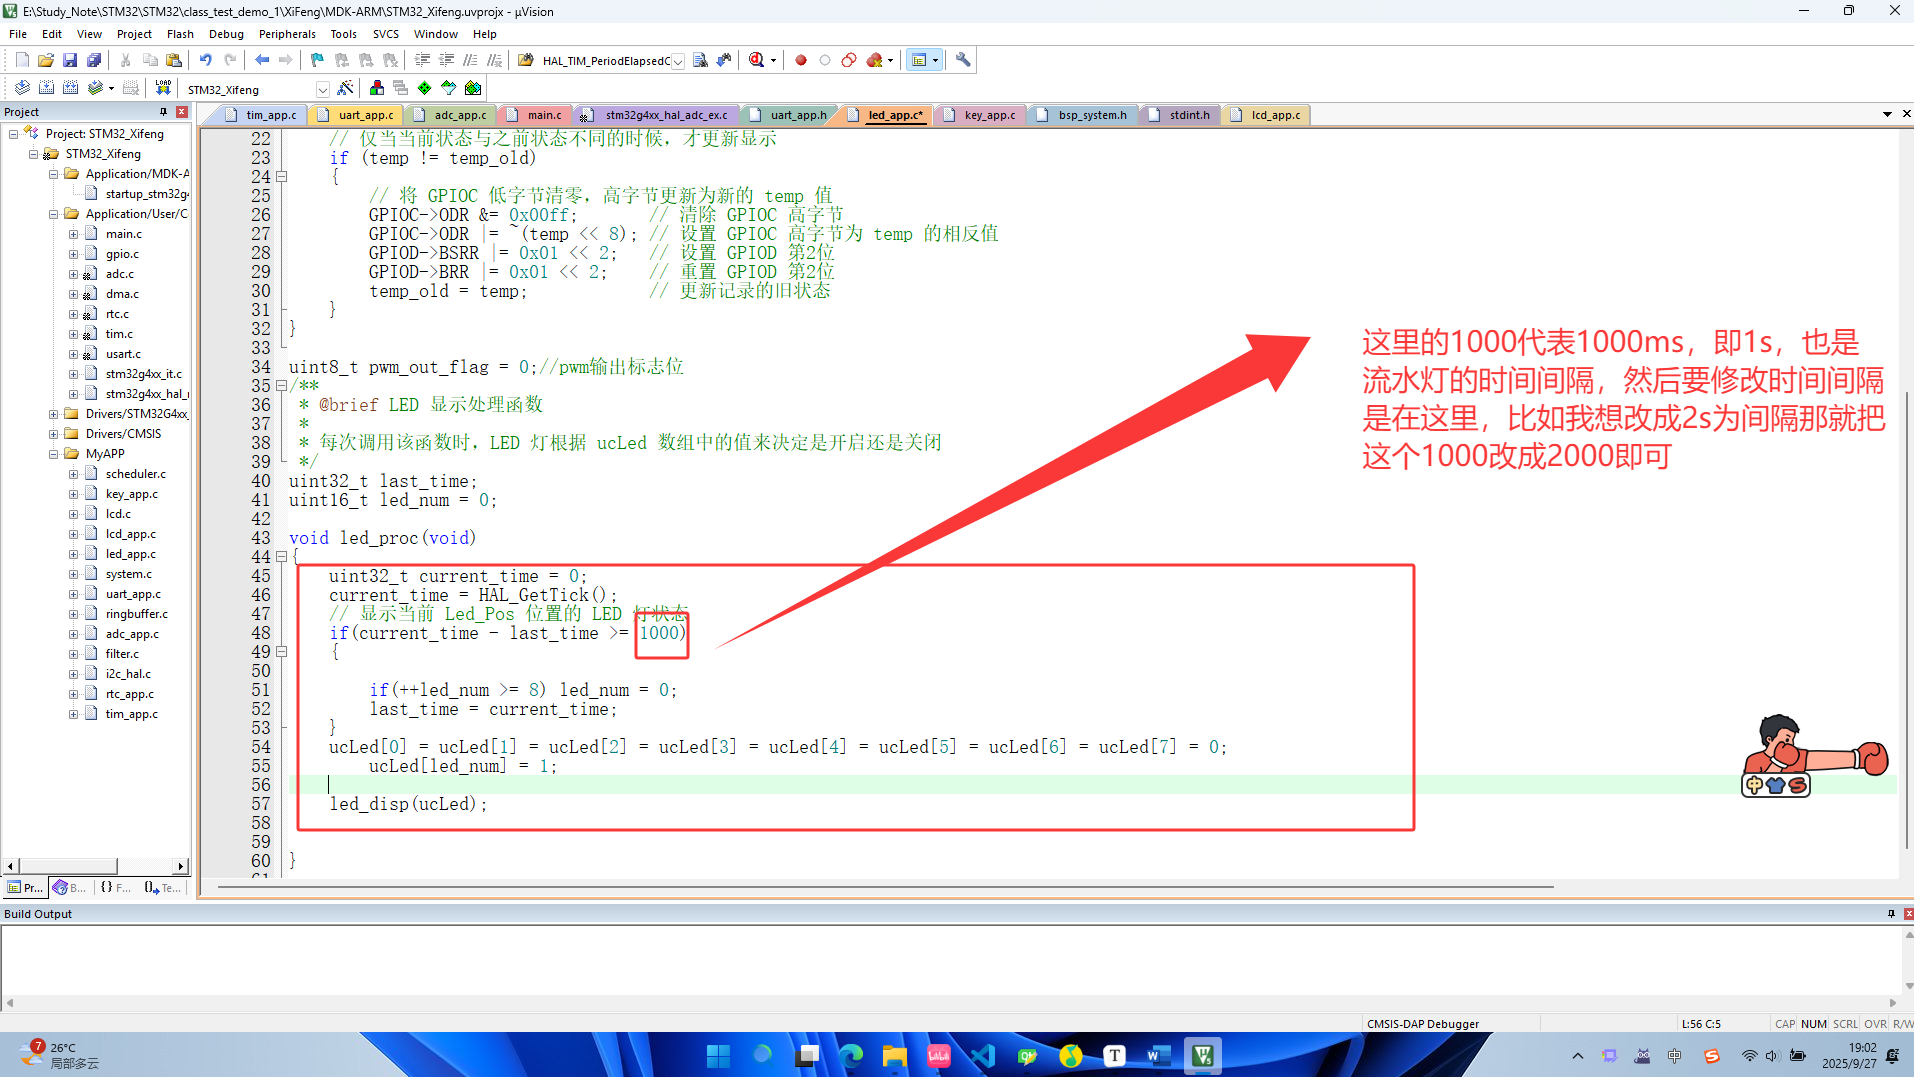 E:\Study_Note\STM32\STM32\class_test_demo_1\XiFeng\MDK-ARM\STM32_Xifeng.uvprojx - µVision
File Edit View Project Flash Debug Peripherals Tools SVCS Window Help
HAL_TIM_PeriodElapsedC
LOAD
STM32_Xifeng
Project
tim_app.c
uart_app.c
adc_app.c
main.c
stm32g4xx_hal_adc_ex.c
uart_app.h
led_app.c*
key_app.c
bsp_system.h
stdint.h
lcd_app.c
Project: STM32_Xifeng
STM32_Xifeng
Application/MDK-A
startup_stm32g4
Application/User/C
main.c
gpio.c
adc.c
dma.c
rtc.c
tim.c
usart.c
stm32g4xx_it.c
stm32g4xx_hal_
Drivers/STM32G4xx_
Drivers/CMSIS
MyAPP
scheduler.c
key_app.c
lcd.c
lcd_app.c
led_app.c
system.c
uart_app.c
ringbuffer.c
adc_app.c
filter.c
i2c_hal.c
rtc_app.c
tim_app.c
Pr... B... {} F... Te...
22 // 仅当当前状态与之前状态不同的时候，才更新显示
23 if (temp != temp_old)
24 {
25 // 将 GPIOC 低字节清零，高字节更新为新的 temp 值
26 GPIOC->ODR &= 0x00ff; // 清除 GPIOC 高字节
27 GPIOC->ODR |= ~(temp << 8); // 设置 GPIOC 高字节为 temp 的相反值
28 GPIOD->BSRR |= 0x01 << 2; // 设置 GPIOD 第2位
29 GPIOD->BRR |= 0x01 << 2; // 重置 GPIOD 第2位
30 temp_old = temp; // 更新记录的旧状态
31 }
32 }
33
34 uint8_t pwm_out_flag = 0;//pwm输出标志位
35 /**
36 * @brief LED 显示处理函数
37 *
38 * 每次调用该函数时，LED 灯根据 ucLed 数组中的值来决定是开启还是关闭
39 */
40 uint32_t last_time;
41 uint16_t led_num = 0;
42
43 void led_proc(void)
44 {
45 uint32_t current_time = 0;
46 current_time = HAL_GetTick();
47 // 显示当前 Led_Pos 位置的 LED 灯状态
48 if(current_time - last_time >= 1000)
49 {
50
51 if(++led_num >= 8) led_num = 0;
52 last_time = current_time;
53 }
54 ucLed[0] = ucLed[1] = ucLed[2] = ucLed[3] = ucLed[4] = ucLed[5] = ucLed[6] = ucLed[7] = 0;
55 ucLed[led_num] = 1;
56
57 led_disp(ucLed);
58
59
60 }
这里的1000代表1000ms，即1s，也是
流水灯的时间间隔，然后要修改时间间隔
是在这里，比如我想改成2s为间隔那就把
这个1000改成2000即可
中 S
Build Output
CMSIS-DAP Debugger
L:56 C:5
CAP NUM SCRL OVR R/W
7
26°C
局部多云
中
19:02
2025/9/27